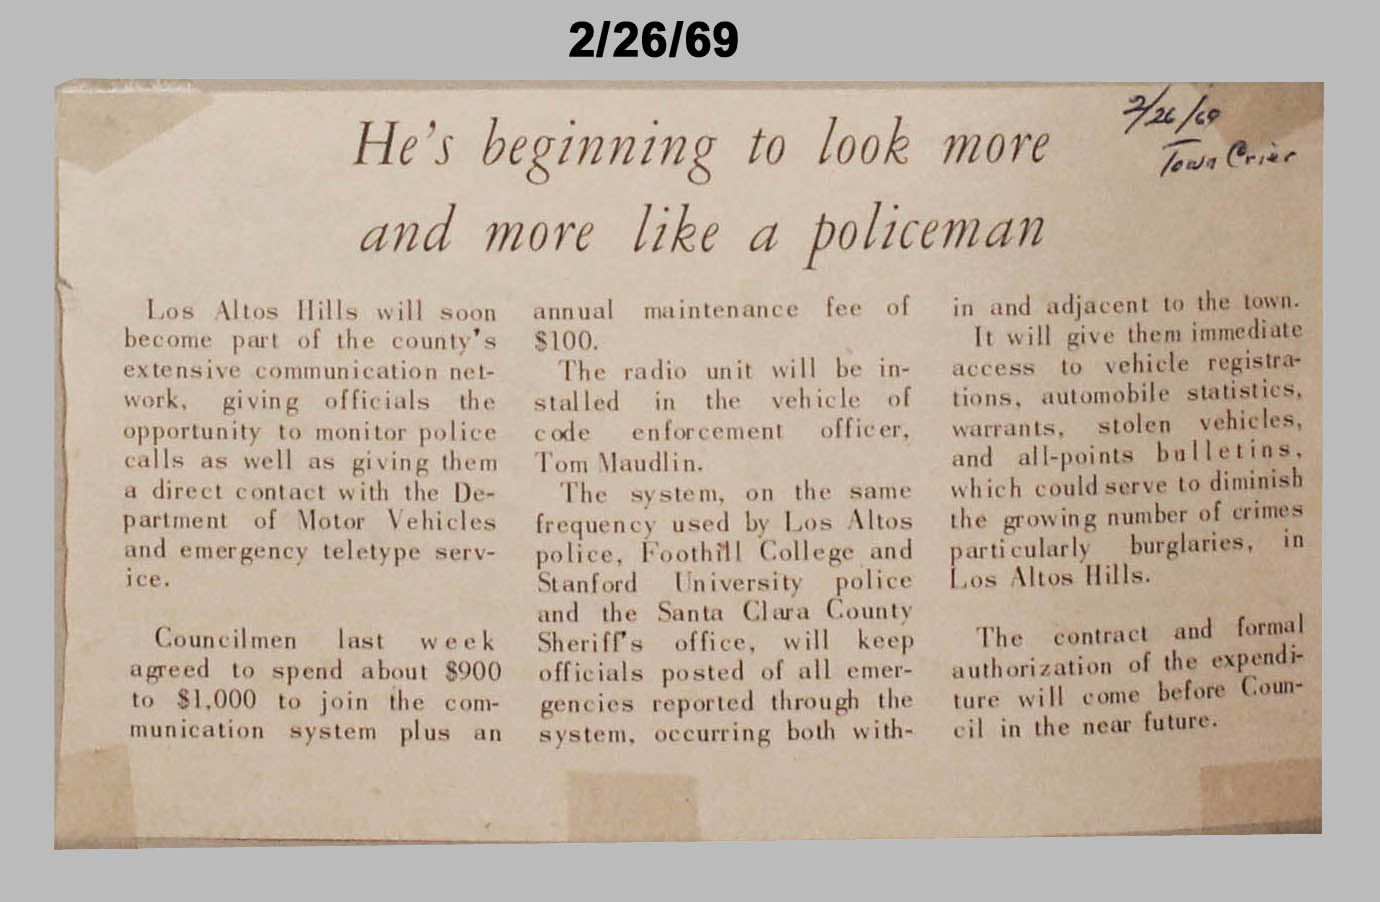 2/26/69
2/26/69
Town Crier
He's beginning to look more
and more like a policeman
Los Altos Hills will soon
become part of the county's
extensive communication net-
work, giving officials the
opportunity to monitor police
calls as well as giving them
a direct contact with the De-
partment of Motor Vehicles
and emergency teletype serv-
ice.
Councilmen last week
agreed to spend about $900
to $1,000 to join the com-
munication system plus an
annual maintenance fee of
$100.
The radio unit will be in-
stalled in the vehicle of
code enforcement officer,
Tom Maudlin.
The system, on the same
frequency used by Los Altos
police, Foothill College and
Stanford University police
and the Santa Clara County
Sheriff's office, will keep
officials posted of all emer-
gencies reported through the
system, occurring both with-
in and adjacent to the town.
It will give them immediate
access to vehicle registra-
tions, automobile statistics,
warrants, stolen vehicles,
and all-points bulletins,
which could serve to diminish
the growing number of crimes
particularly burglaries, in
Los Altos Hills.
The contract and formal
authorization of the expendi-
ture will come before Coun-
cil in the near future.